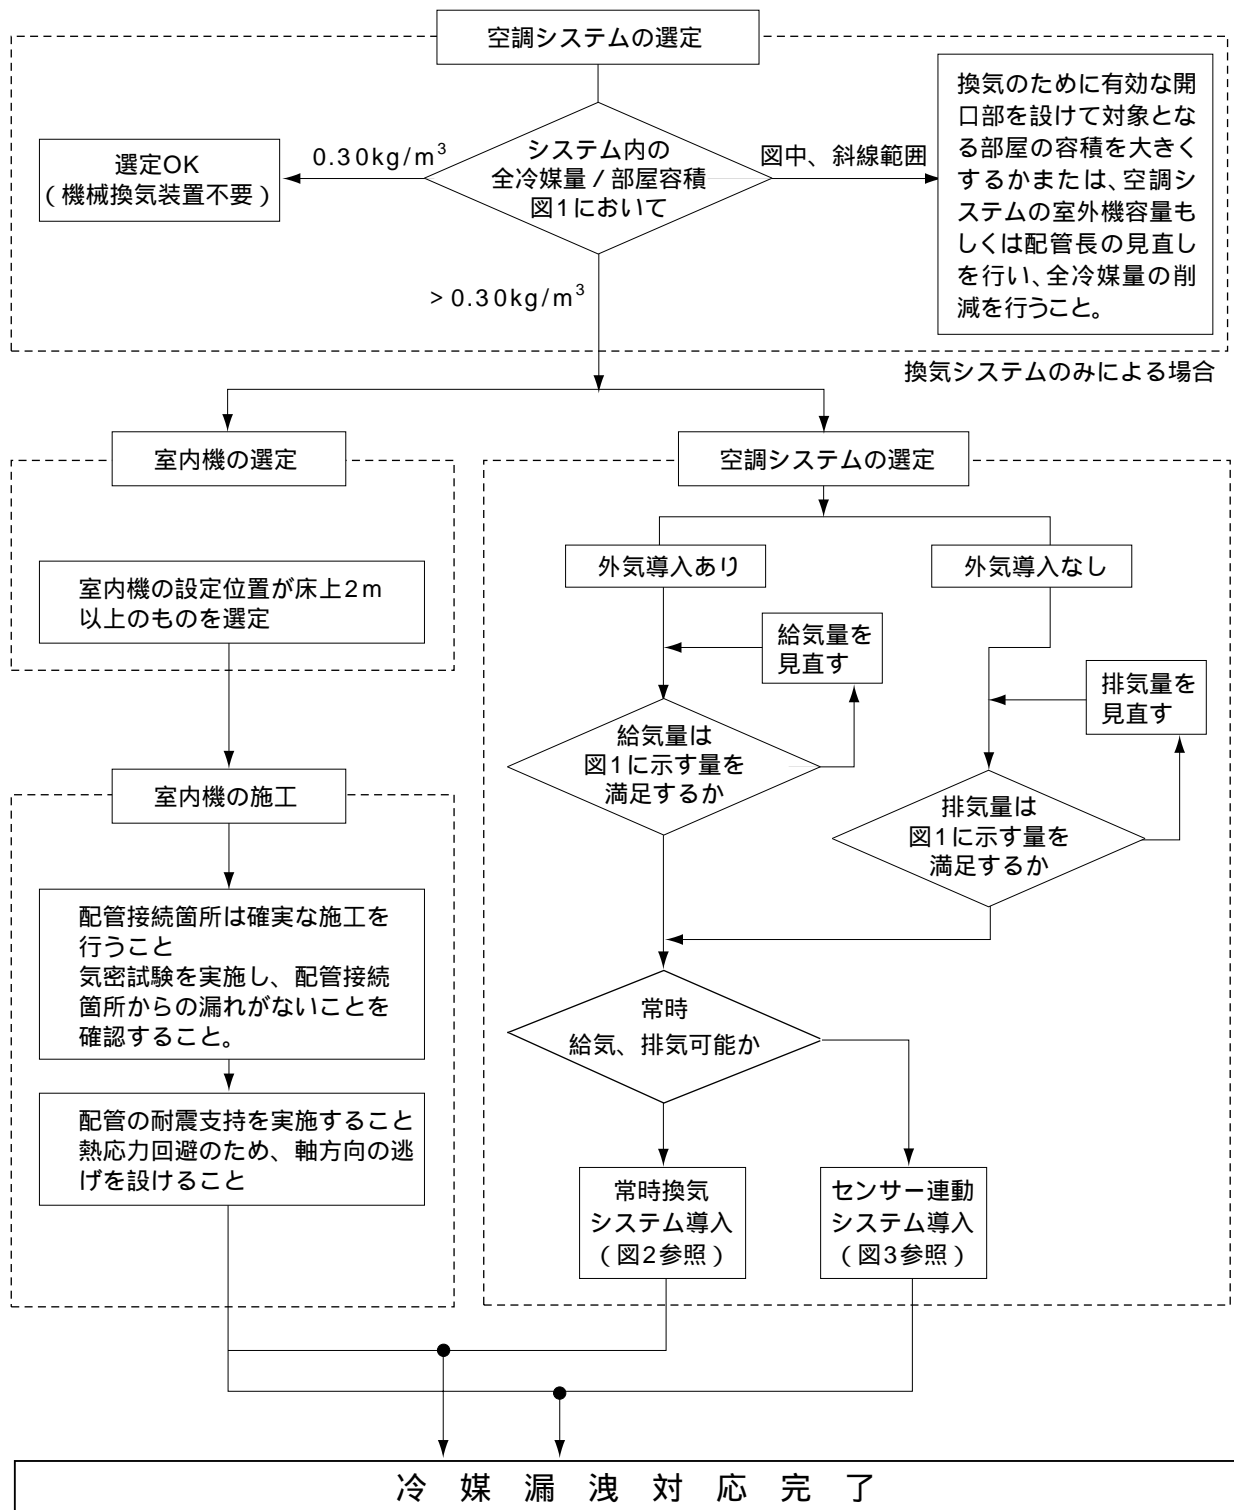 空調システムの選定
選定OK
(機械換気装置不要)
0.30kg/m³
システム内の
全冷媒量/部屋容積
図1において
図中、斜線範囲
換気のために有効な開
口部を設けて対象とな
る部屋の容積を大きく
するかまたは、空調シ
ステムの室外機容量も
しくは配管長の見直し
を行い、全冷媒量の削
減を行うこと。
>0.30kg/m³
換気システムのみによる場合
室内機の選定
室内機の設定位置が床上2m
以上のものを選定
室内機の施工
配管接続箇所は確実な施工を
行うこと
気密試験を実施し、配管接続
箇所からの漏れがないことを
確認すること。
配管の耐震支持を実施すること
熱応力回避のため、軸方向の逃
げを設けること
空調システムの選定
外気導入あり
外気導入なし
給気量を
見直す
排気量を
見直す
給気量は
図1に示す量を
満足するか
排気量は
図1に示す量を
満足するか
常時
給気、排気可能か
常時換気
システム導入
(図2参照)
センサー連動
システム導入
(図3参照)
冷媒漏洩対応完了